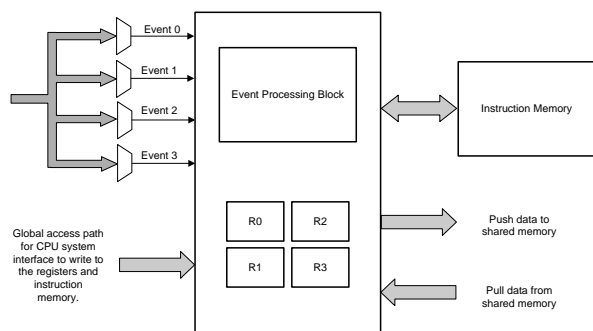 Event 0
Event 1
Event 2
Event 3
Event Processing Block
Instruction Memory
R0
R2
R1
R3
Global access path
for CPU system
interface to write to
the registers and
instruction
memory.
Push data to
shared memory
Pull data from
shared memory